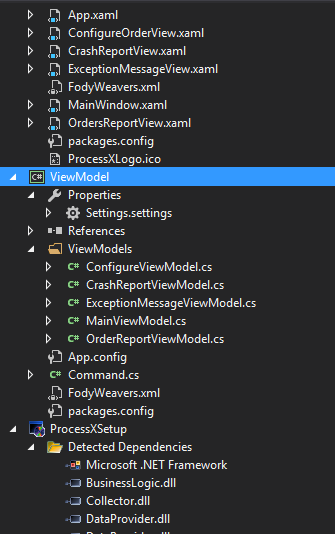 App.xaml
ConfigureOrderView.xaml
CrashReportView.xaml
ExceptionMessageView.xaml
FodyWeavers.xml
MainWindow.xaml
OrdersReportView.xaml
packages.config
ProcessXLogo.ico
C# ViewModel
Properties
Settings.settings
References
ViewModels
C# ConfigureViewModel.cs
C# CrashReportViewModel.cs
C# ExceptionMessageViewModel.cs
C# MainViewModel.cs
C# OrderReportViewModel.cs
App.config
C# Command.cs
FodyWeavers.xml
packages.config
ProcessXSetup
Detected Dependencies
Microsoft .NET Framework
BusinessLogic.dll
Collector.dll
DataProvider.dll